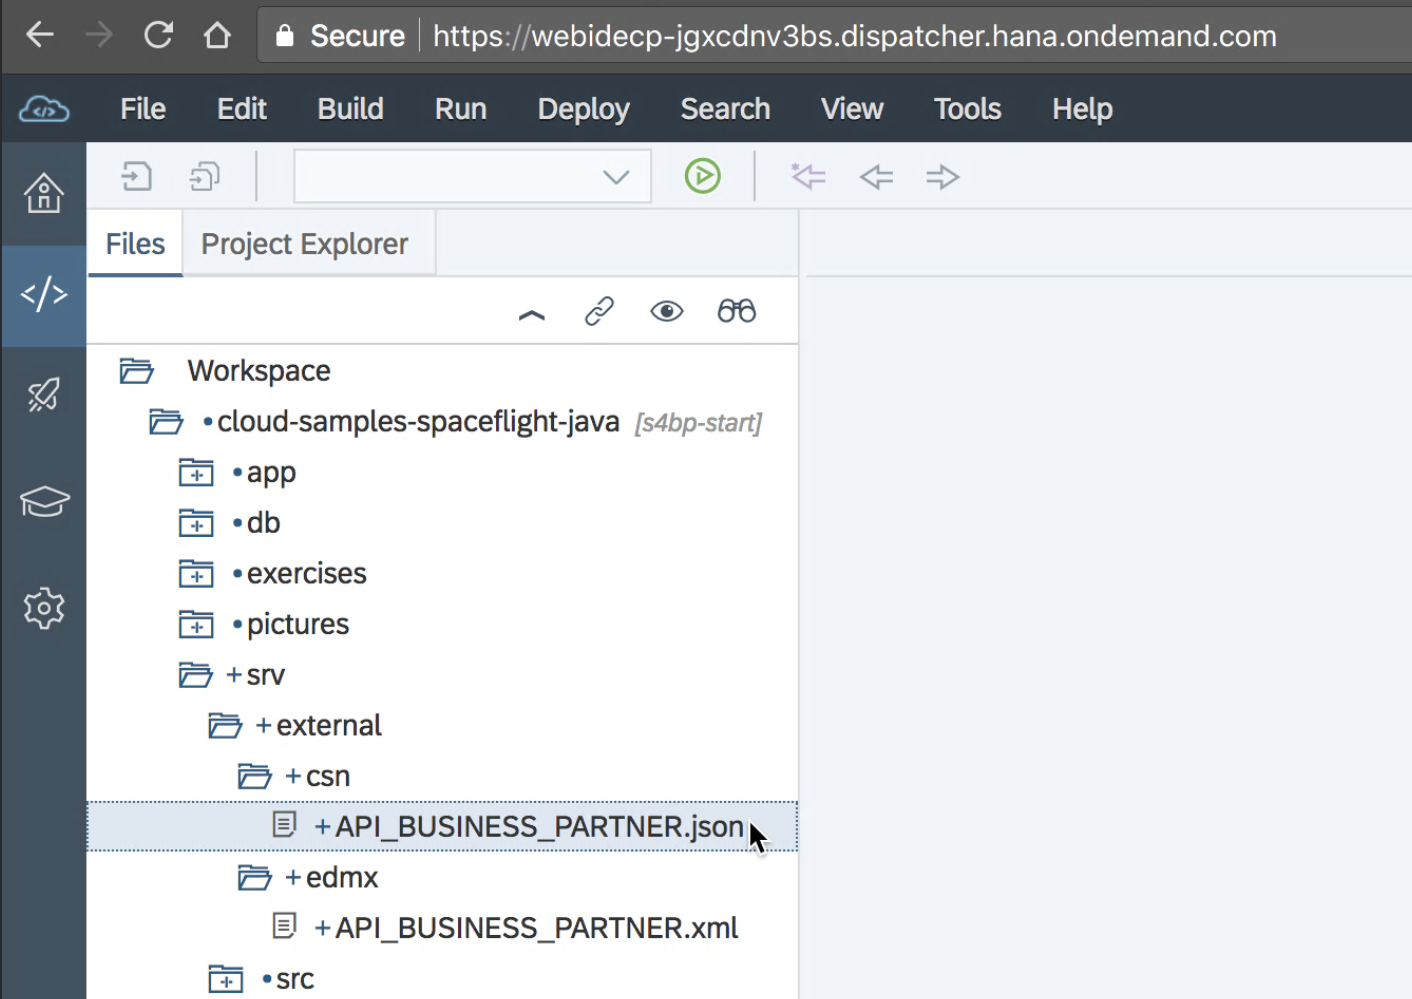 Secure https://webidecp-jgxcdnv3bs.dispatcher.hana.ondemand.com
File Edit Build Run Deploy Search View Tools Help
Files Project Explorer
Workspace
cloud-samples-spaceflight-java [s4bp-start]
app
db
exercises
pictures
+srv
+external
+csn
+API_BUSINESS_PARTNER.json
+edmx
+API_BUSINESS_PARTNER.xml
src